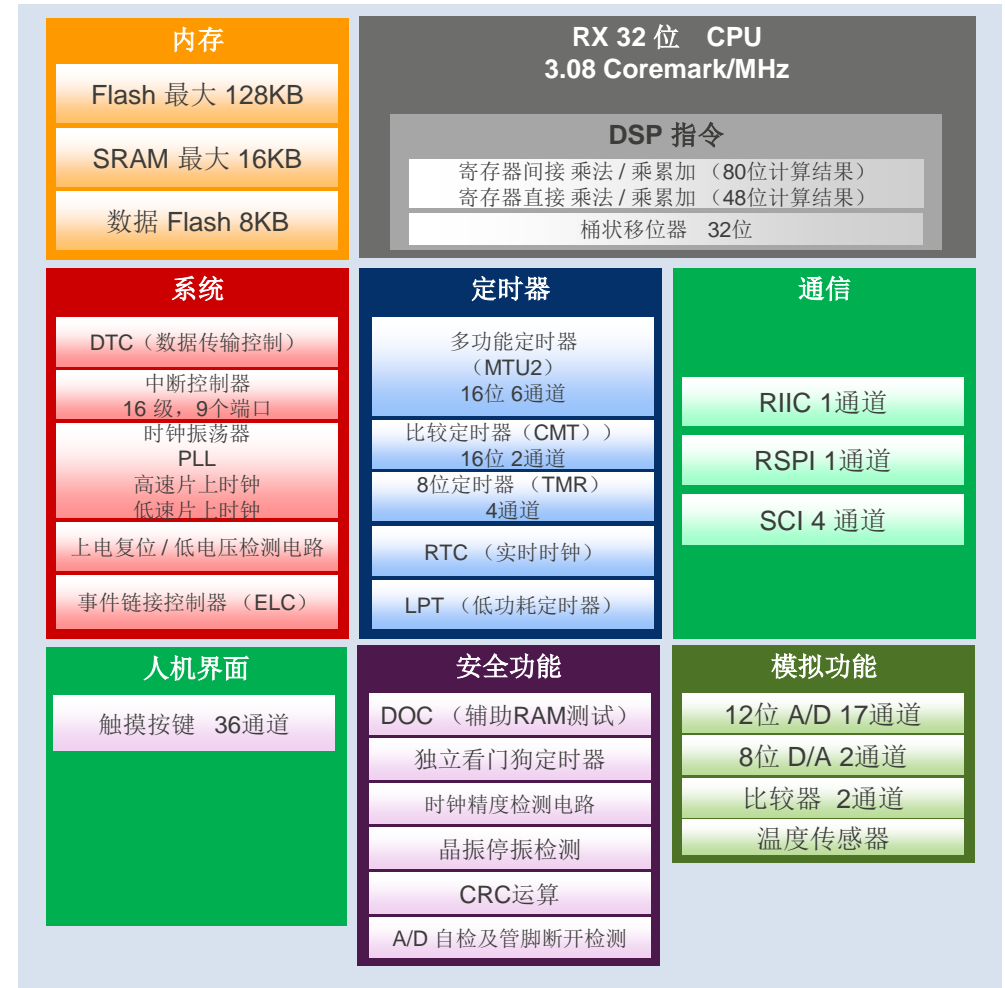 内存
Flash 最大 128KB
SRAM 最大 16KB
数据 Flash 8KB
RX 32 位 CPU
3.08 Coremark/MHz
DSP 指令
寄存器间接 乘法 / 乘累加 （80位计算结果）
寄存器直接 乘法 / 乘累加 （48位计算结果）
桶状移位器 32位
系统
DTC（数据传输控制）
中断控制器
16 级，9个端口
时钟振荡器
PLL
高速片上时钟
低速片上时钟
上电复位 / 低电压检测电路
事件链接控制器 （ELC）
定时器
多功能定时器
（MTU2）
16位 6通道
比较定时器（CMT））
16位 2通道
8位定时器 （TMR）
4通道
RTC （实时时钟）
LPT （低功耗定时器）
通信
RIIC 1通道
RSPI 1通道
SCI 4 通道
人机界面
触摸按键 36通道
安全功能
DOC （辅助RAM测试）
独立看门狗定时器
时钟精度检测电路
晶振停振检测
CRC运算
A/D 自检及管脚断开检测
模拟功能
12位 A/D 17通道
8位 D/A 2通道
比较器 2通道
温度传感器